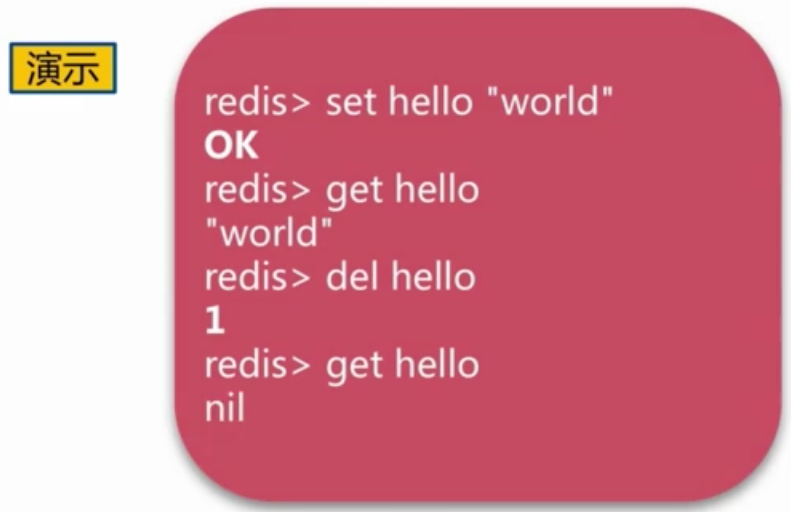 演示
redis> set hello "world"
OK
redis> get hello
"world"
redis> del hello
1
redis> get hello
nil